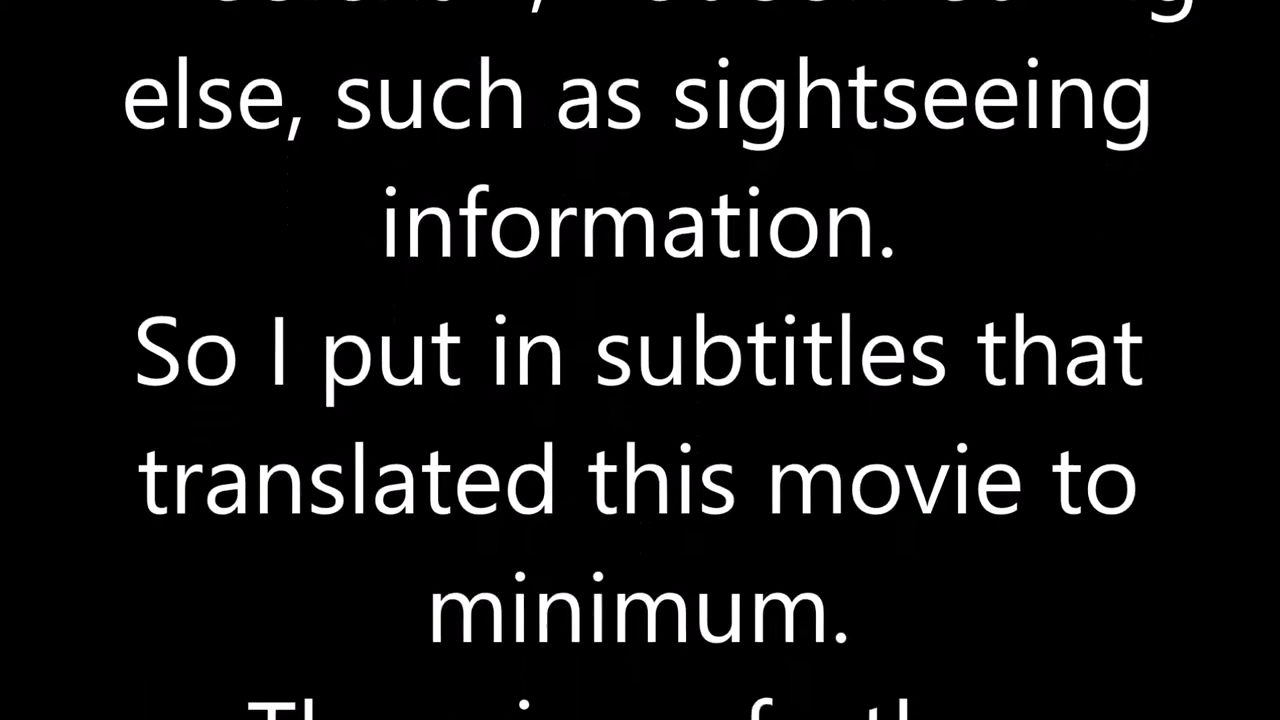 else, such as sightseeing
information.
So I put in subtitles that
translated this movie to
minimum.